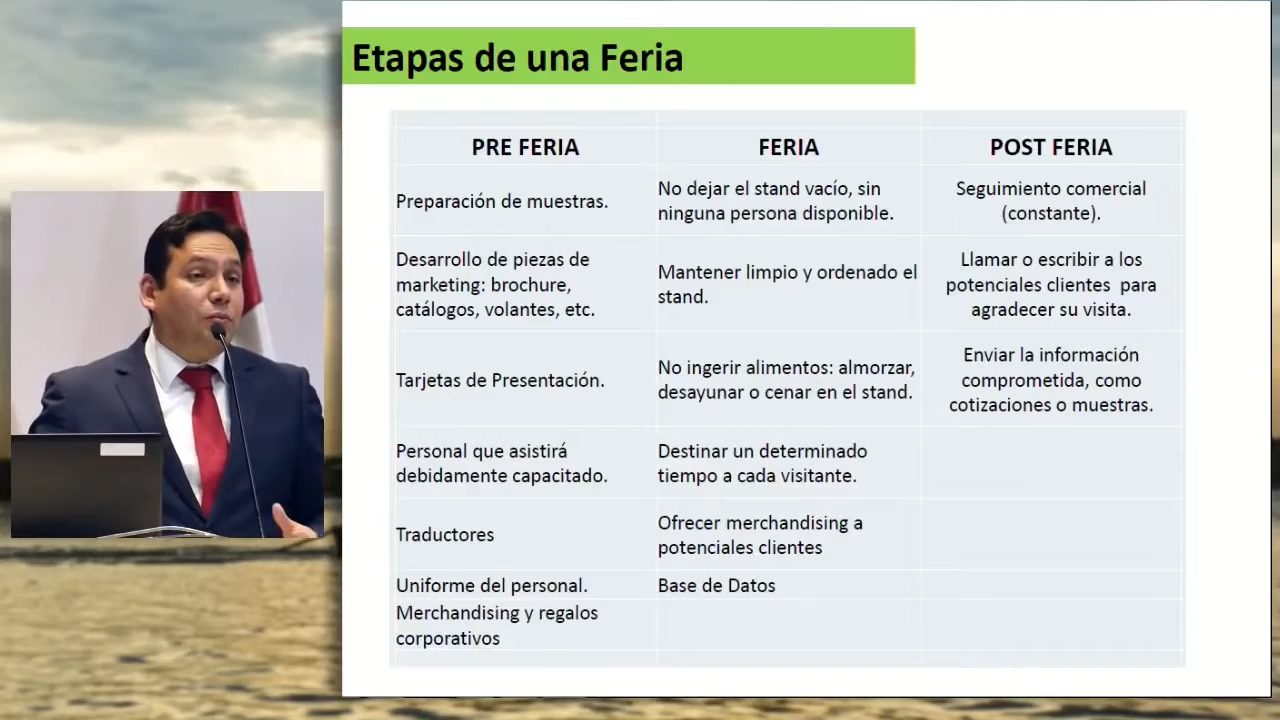 Etapas de una Feria
PRE FERIA
FERIA
POST FERIA
Preparación de muestras.
No dejar el stand vacío, sin
ninguna persona disponible.
Seguimiento comercial
(constante).
Desarrollo de piezas de
marketing: brochure,
catálogos, volantes, etc.
Mantener limpio y ordenado el
stand.
Llamar o escribir a los
potenciales clientes  para
agradecer su visita.
Tarjetas de Presentación.
No ingerir alimentos: almorzar,
desayunar o cenar en el stand.
Enviar la información
comprometida, como
cotizaciones o muestras.
Personal que asistirá
debidamente capacitado.
Destinar un determinado
tiempo a cada visitante.
Traductores
Ofrecer merchandising a
potenciales clientes
Uniforme del personal.
Base de Datos
Merchandising y regalos
corporativos